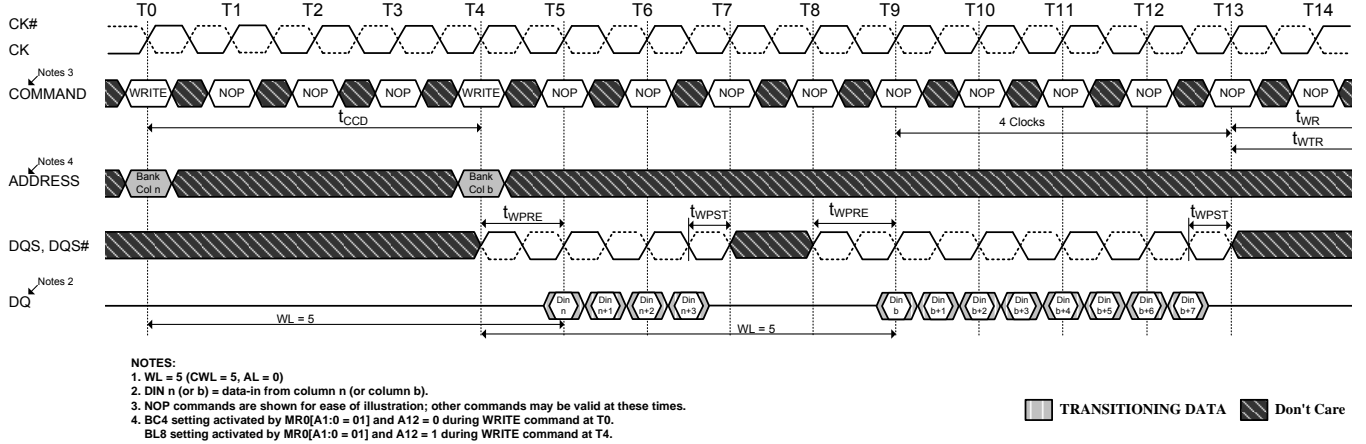 T0 T1 T2 T3 T4 T5 T6 T7 T8 T9 T10 T11 T12 T13 T14
CK#
CK
Notes 3
COMMAND WRITE NOP NOP NOP WRITE NOP NOP NOP NOP NOP NOP NOP NOP NOP NOP
tCCD 4 Clocks tWR
tWTR
Notes 4
ADDRESS
Bank Bank
Col n Col b
tWPRE tWPST tWPRE tWPST
DQS, DQS#
Notes 2
DQ
Din Din Din Din Din Din Din Din Din Din Din Din
n n+1 n+2 n+3 b b+1 b+2 b+3 b+4 b+5 b+6 b+7
WL = 5 WL = 5
NOTES:
1. WL = 5 (CWL = 5, AL = 0)
2. DIN n (or b) = data-in from column n (or column b).
3. NOP commands are shown for ease of illustration; other commands may be valid at these times.
4. BC4 setting activated by MR0[A1:0 = 01] and A12 = 0 during WRITE command at T0.
BL8 setting activated by MR0[A1:0 = 01] and A12 = 1 during WRITE command at T4.
TRANSITIONING DATA Don't Care